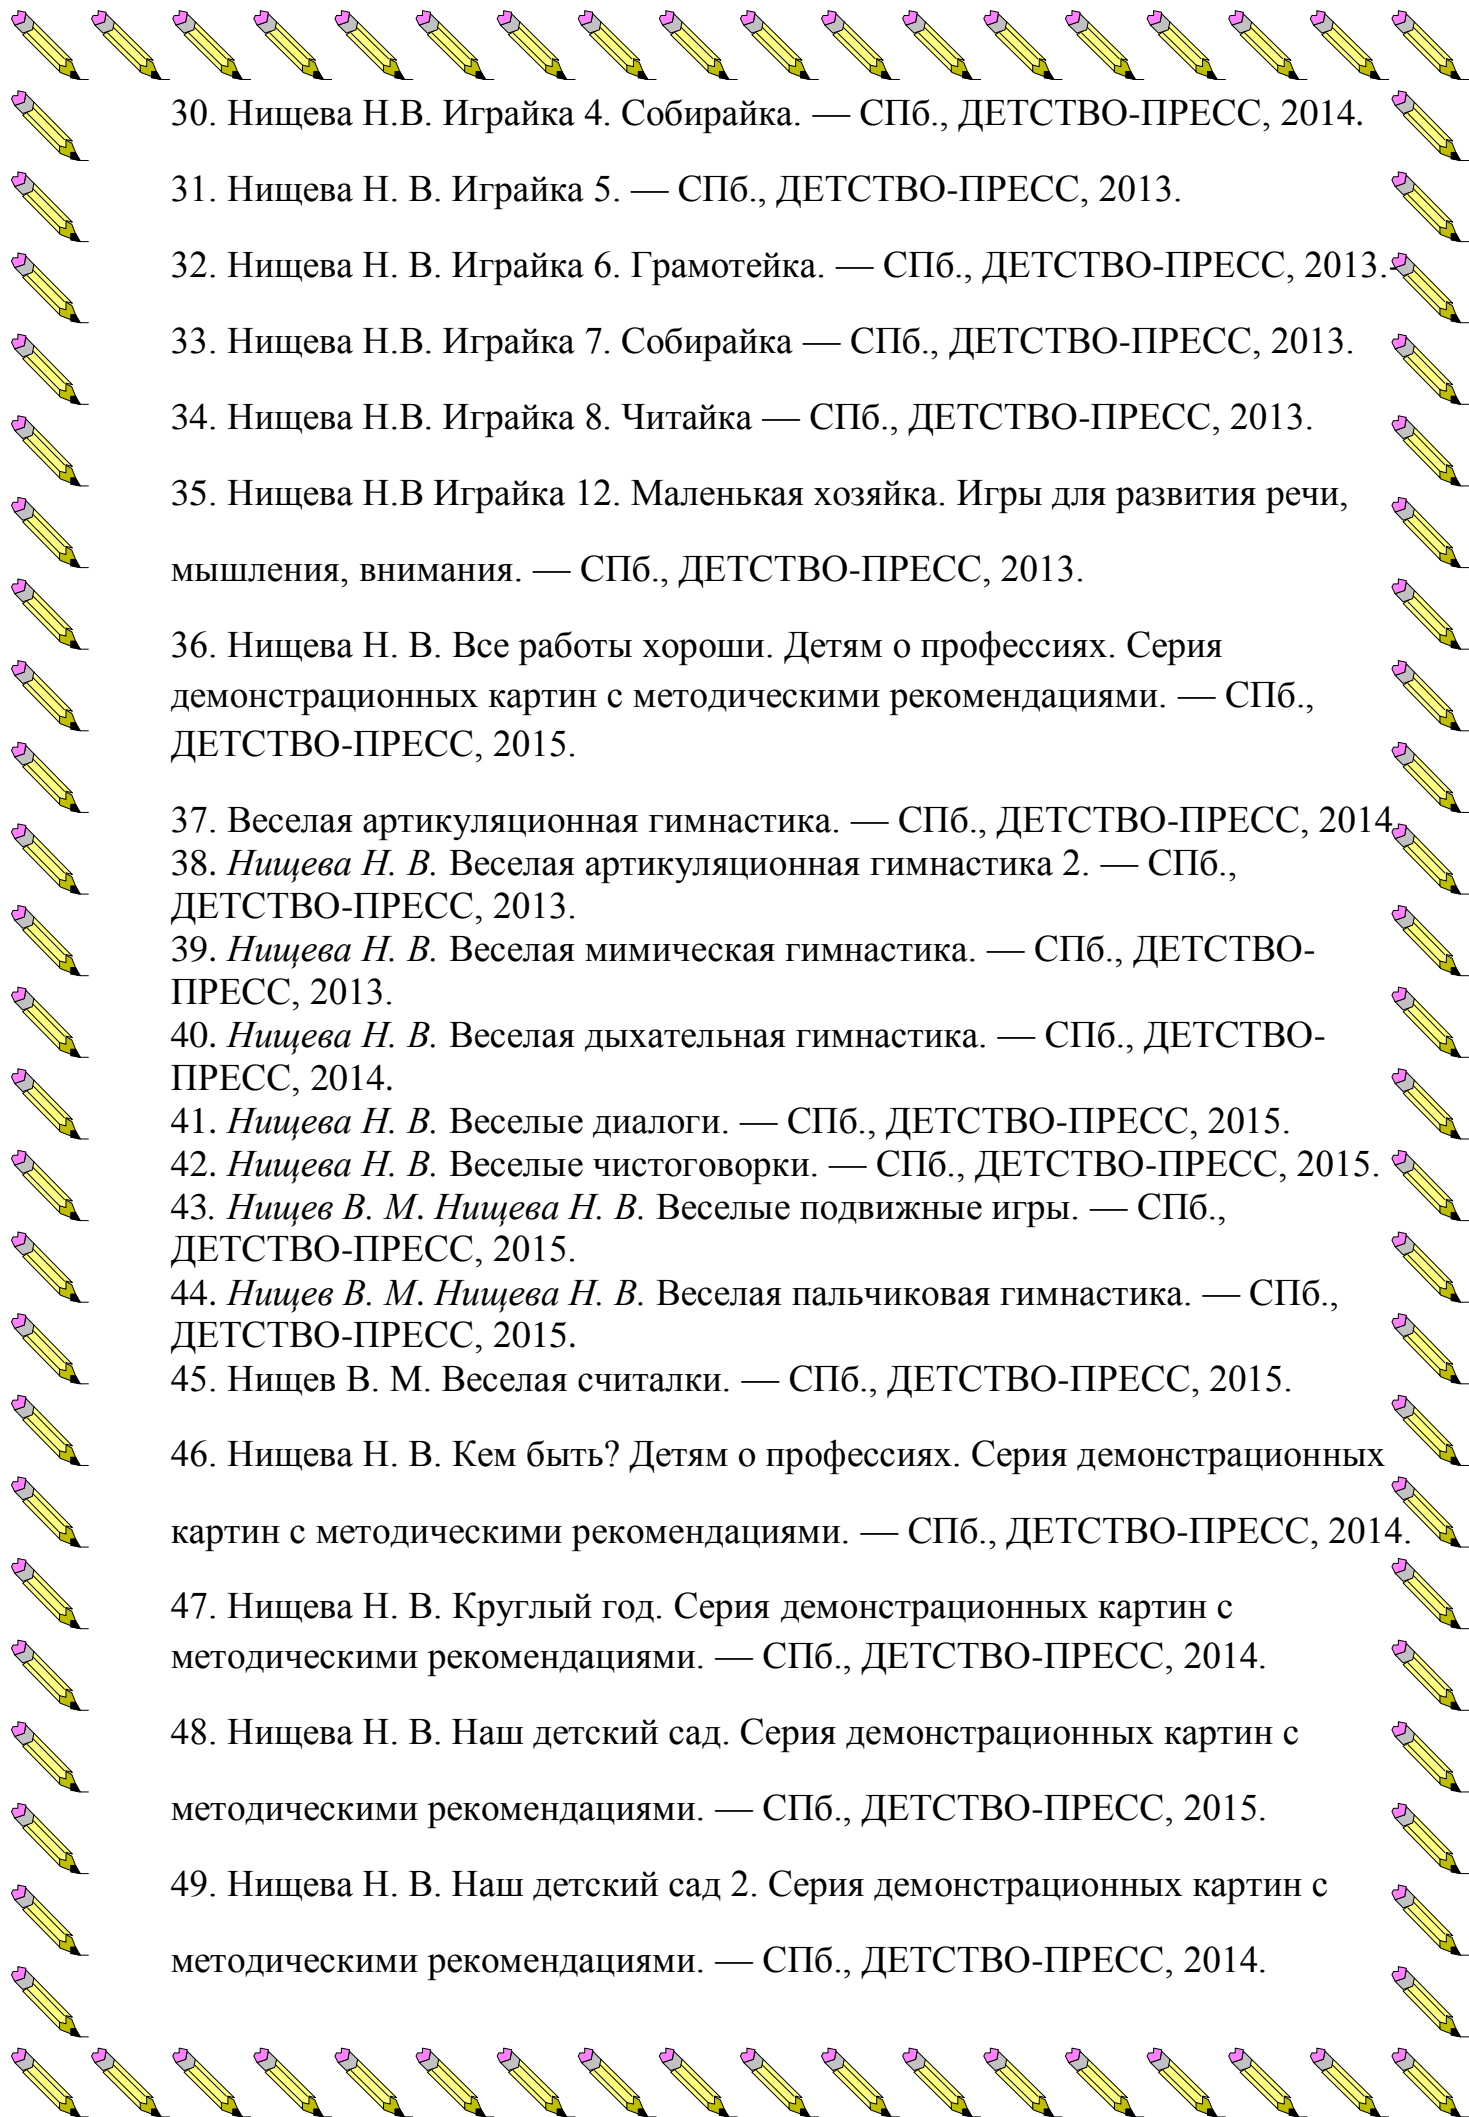 30. Нищева Н.В. Играйка 4. Собирайка. — СПб., ДЕТСТВО-ПРЕСС, 2014.
31. Нищева Н. В. Играйка 5. — СПб., ДЕТСТВО-ПРЕСС, 2013.
32. Нищева Н. В. Играйка 6. Грамотейка. — СПб., ДЕТСТВО-ПРЕСС, 2013.-
33. Нищева Н.В. Играйка 7. Собирайка — СПб., ДЕТСТВО-ПРЕСС, 2013.
34. Нищева Н.В. Играйка 8. Читайка — СПб., ДЕТСТВО-ПРЕСС, 2013.
35. Нищева Н.В Играйка 12. Маленькая хозяйка. Игры для развития речи,
мышления, внимания. — СПб., ДЕТСТВО-ПРЕСС, 2013.
36. Нищева Н. В. Все работы хороши. Детям о профессиях. Серия
демонстрационных картин с методическими рекомендациями. — СПб.,
ДЕТСТВО-ПРЕСС, 2015.
37. Веселая артикуляционная гимнастика. — СПб., ДЕТСТВО-ПРЕСС, 2014.
38. Нищева Н. В. Веселая артикуляционная гимнастика 2. — СПб.,
ДЕТСТВО-ПРЕСС, 2013.
39. Нищева Н. В. Веселая мимическая гимнастика. — СПб., ДЕТСТВО-
ПРЕСС, 2013.
40. Нищева Н. В. Веселая дыхательная гимнастика. — СПб., ДЕТСТВО-
ПРЕСС, 2014.
41. Нищева Н. В. Веселые диалоги. — СПб., ДЕТСТВО-ПРЕСС, 2015.
42. Нищева Н. В. Веселые чистоговорки. — СПб., ДЕТСТВО-ПРЕСС, 2015.
43. Нищев В. М. Нищева Н. В. Веселые подвижные игры. — СПб.,
ДЕТСТВО-ПРЕСС, 2015.
44. Нищев В. М. Нищева Н. В. Веселая пальчиковая гимнастика. — СПб.,
ДЕТСТВО-ПРЕСС, 2015.
45. Нищев В. М. Веселая считалки. — СПб., ДЕТСТВО-ПРЕСС, 2015.
46. Нищева Н. В. Кем быть? Детям о профессиях. Серия демонстрационных
картин с методическими рекомендациями. — СПб., ДЕТСТВО-ПРЕСС, 2014.
47. Нищева Н. В. Круглый год. Серия демонстрационных картин с
методическими рекомендациями. — СПб., ДЕТСТВО-ПРЕСС, 2014.
48. Нищева Н. В. Наш детский сад. Серия демонстрационных картин с
методическими рекомендациями. — СПб., ДЕТСТВО-ПРЕСС, 2015.
49. Нищева Н. В. Наш детский сад 2. Серия демонстрационных картин с
методическими рекомендациями. — СПб., ДЕТСТВО-ПРЕСС, 2014.